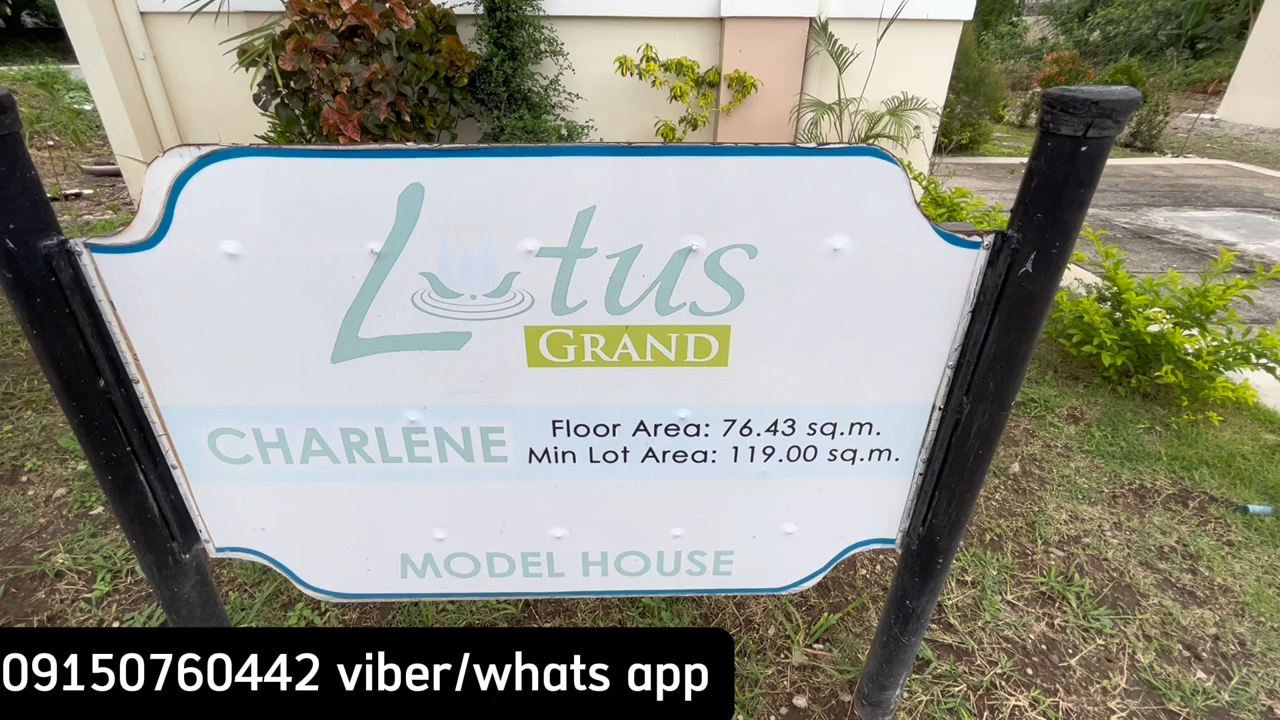 Lotus
GRAND
CHARLENE
Floor Area: 76.43 sq.m.
Min Lot Area: 119.00 sq.m.
MODEL HOUSE
09150760442 viber/whats app